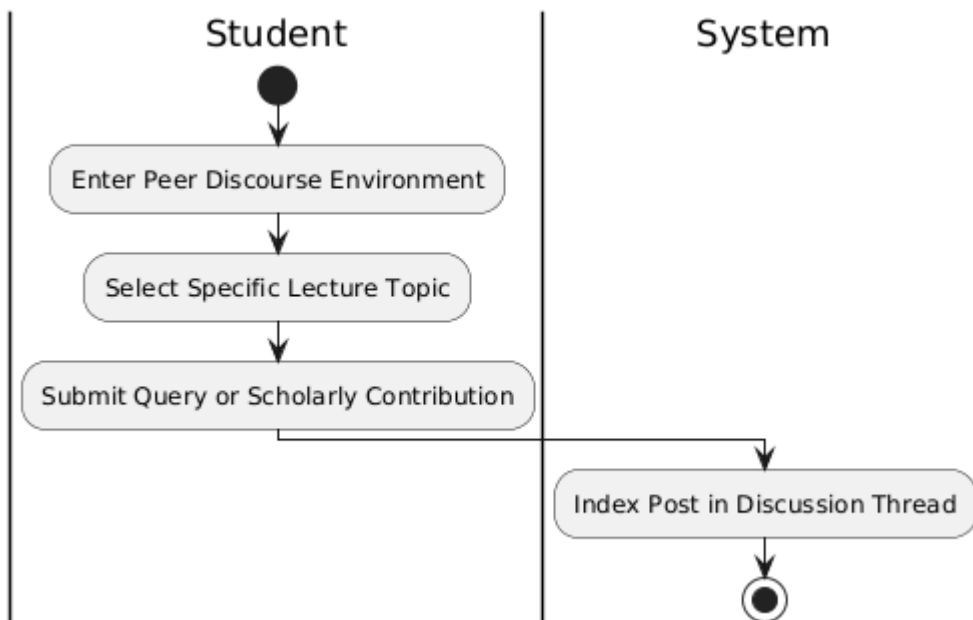 Student
System
Enter Peer Discourse Environment
Select Specific Lecture Topic
Submit Query or Scholarly Contribution
Index Post in Discussion Thread